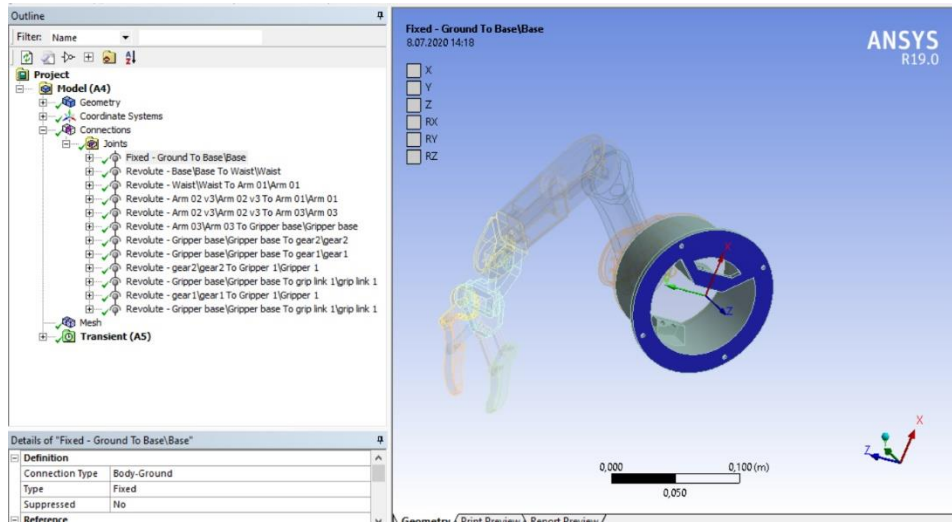 Outline
Filter: Name
Project
Model (A4)
Geometry
Coordinate Systems
Connections
Joints
Fixed - Ground To Base\Base
Revolute - Base\Base To Waist\Waist
Revolute - Waist\Waist To Arm 01\Arm 01
Revolute - Arm 02 v3\Arm 02 v3 To Arm 01\Arm 01
Revolute - Arm 02 v3\Arm 02 v3 To Arm 03\Arm 03
Revolute - Arm 03\Arm 03 To Gripper base\Gripper base
Revolute - Gripper base\Gripper base To gear2\gear2
Revolute - Gripper base\Gripper base To gear1\gear1
Revolute - gear2\gear2 To Gripper 1\Gripper 1
Revolute - Gripper base\Gripper base To grip link 1\grip link 1
Revolute - gear1\gear1 To Gripper 1\Gripper 1
Revolute - Gripper base\Gripper base To grip link 1\grip link 1
Mesh
Transient (A5)
Details of "Fixed - Ground To Base\Base"
Definition
Connection Type Body-Ground
Type Fixed
Suppressed No
Reference
Fixed - Ground To Base\Base
8.07.2020 14:18
X
Y
Z
RX
RY
RZ
ANSYS
R19.0
X
Z
X
Z
0,000 0,100 (m)
0,050
Geometry Print Preview Report Preview